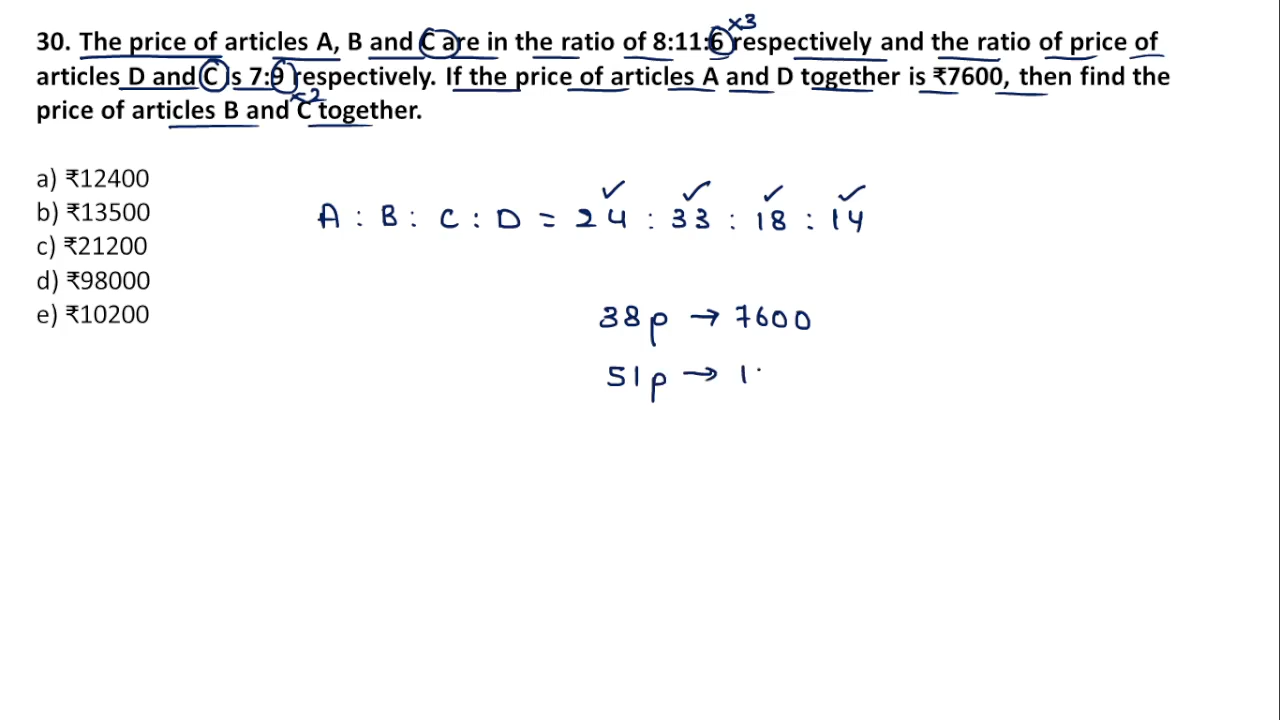 ×3
30. The price of articles A, B and C are in the ratio of 8:11:6 respectively and the ratio of price of
articles D and C is 7:9 respectively. If the price of articles A and D together is ₹7600, then find the
×2
price of articles B and C together.
a) ₹12400
b) ₹13500
c) ₹21200
d) ₹98000
e) ₹10200
✓ ✓ ✓ ✓
A : B : C : D = 24 : 33 : 18 : 14
38p → 7600
51p → 1